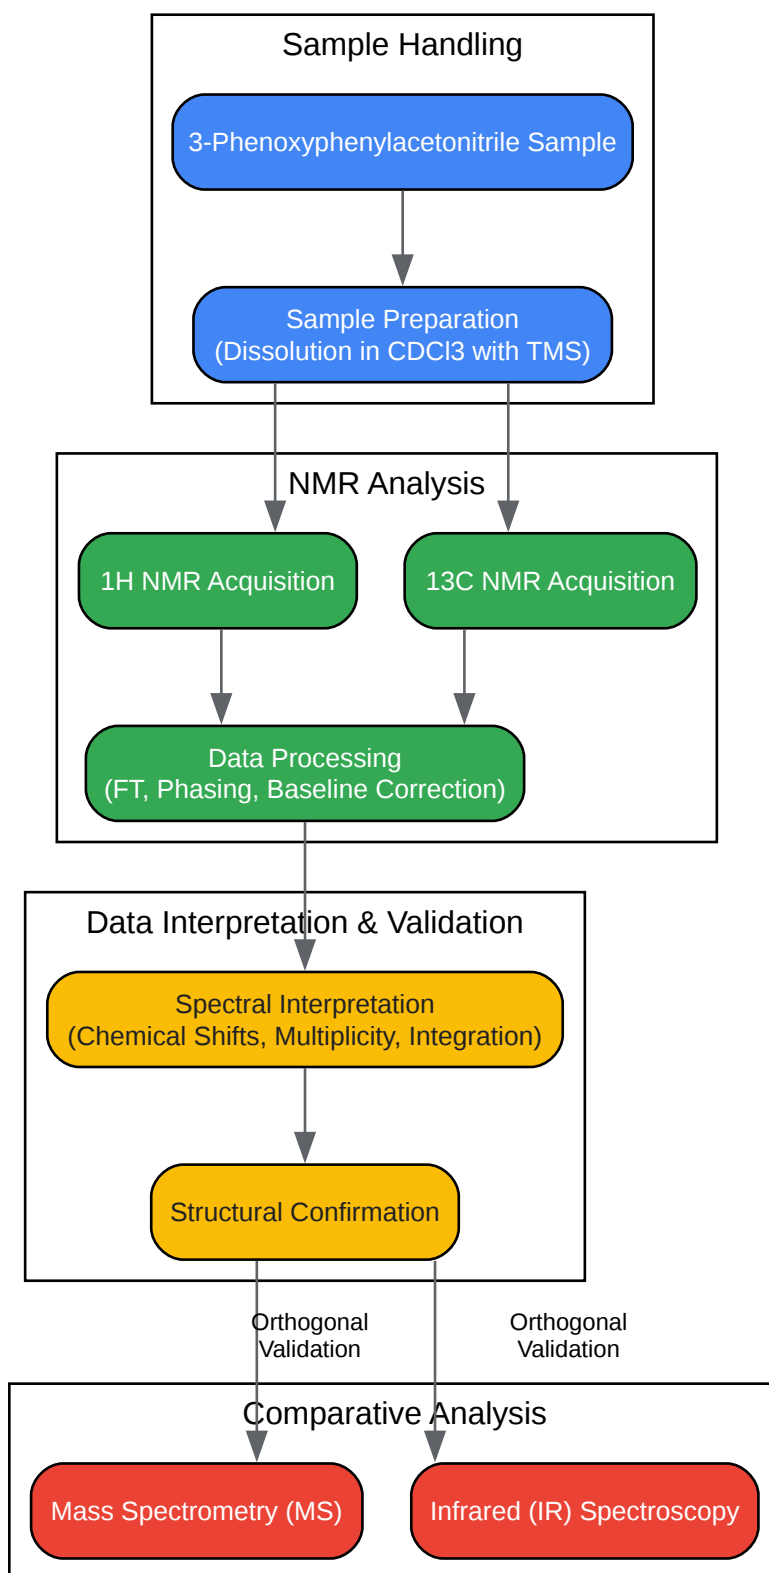 Sample Handling
3-Phenoxyphenylacetonitrile Sample
Sample Preparation
(Dissolution in CDCl3 with TMS)
NMR Analysis
1H NMR Acquisition
13C NMR Acquisition
Data Processing
(FT, Phasing, Baseline Correction)
Data Interpretation & Validation
Spectral Interpretation
(Chemical Shifts, Multiplicity, Integration)
Structural Confirmation
Orthogonal
Validation
Orthogonal
Validation
Comparative Analysis
Mass Spectrometry (MS)
Infrared (IR) Spectroscopy